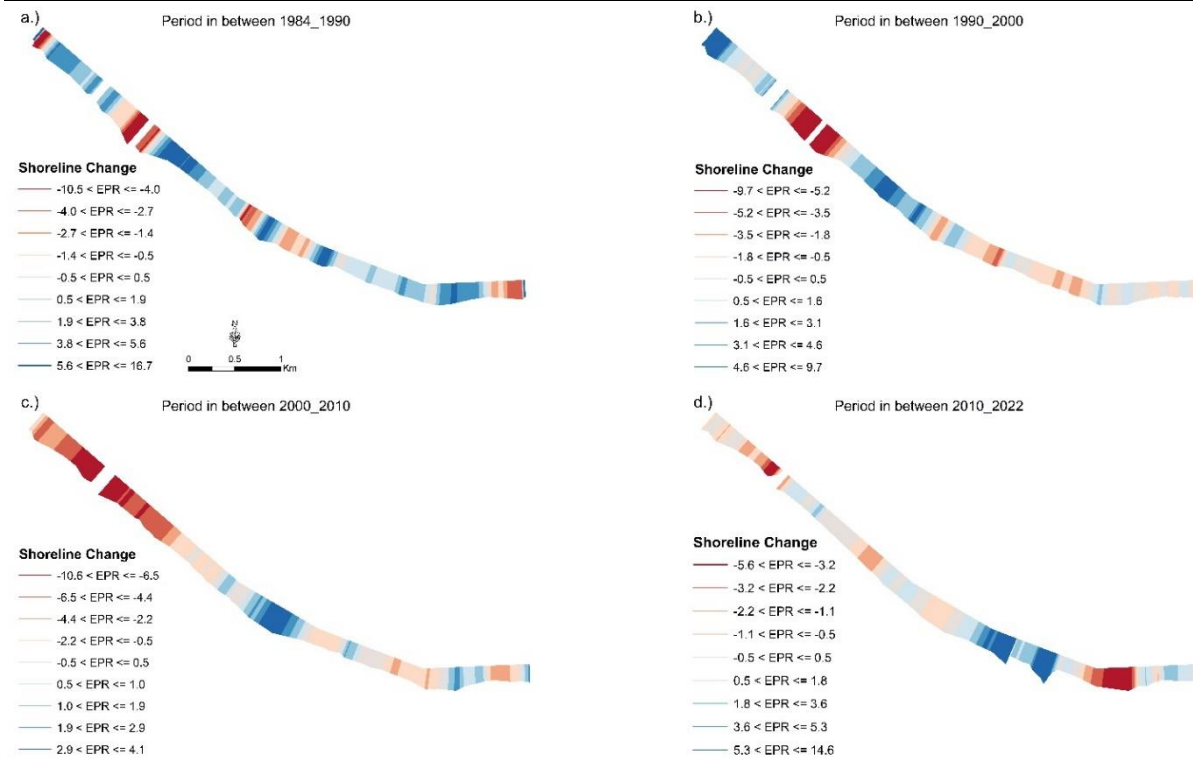 a.)
Period in between 1984_1990
Shoreline Change
-10.5 < EPR <= -4.0
-4.0 < EPR <= -2.7
-2.7 < EPR <= -1.4
-1.4 < EPR <= -0.5
-0.5 < EPR <= 0.5
0.5 < EPR <= 1.9
1.9 < EPR <= 3.8
3.8 < EPR <= 5.6
5.6 < EPR <= 16.7
N
0 0.5 1
Km
b.)
Period in between 1990_2000
Shoreline Change
-9.7 < EPR <= -5.2
-5.2 < EPR <= -3.5
-3.5 < EPR <= -1.8
-1.8 < EPR <= -0.5
-0.5 < EPR <= 0.5
0.5 < EPR <= 1.6
1.6 < EPR <= 3.1
3.1 < EPR <= 4.6
4.6 < EPR <= 9.7
c.)
Period in between 2000_2010
Shoreline Change
-10.6 < EPR <= -6.5
-6.5 < EPR <= -4.4
-4.4 < EPR <= -2.2
-2.2 < EPR <= -0.5
-0.5 < EPR <= 0.5
0.5 < EPR <= 1.0
1.0 < EPR <= 1.9
1.9 < EPR <= 2.9
2.9 < EPR <= 4.1
d.)
Period in between 2010_2022
Shoreline Change
-5.6 < EPR <= -3.2
-3.2 < EPR <= -2.2
-2.2 < EPR <= -1.1
-1.1 < EPR <= -0.5
-0.5 < EPR <= 0.5
0.5 < EPR <= 1.8
1.8 < EPR <= 3.6
3.6 < EPR <= 5.3
5.3 < EPR <= 14.6